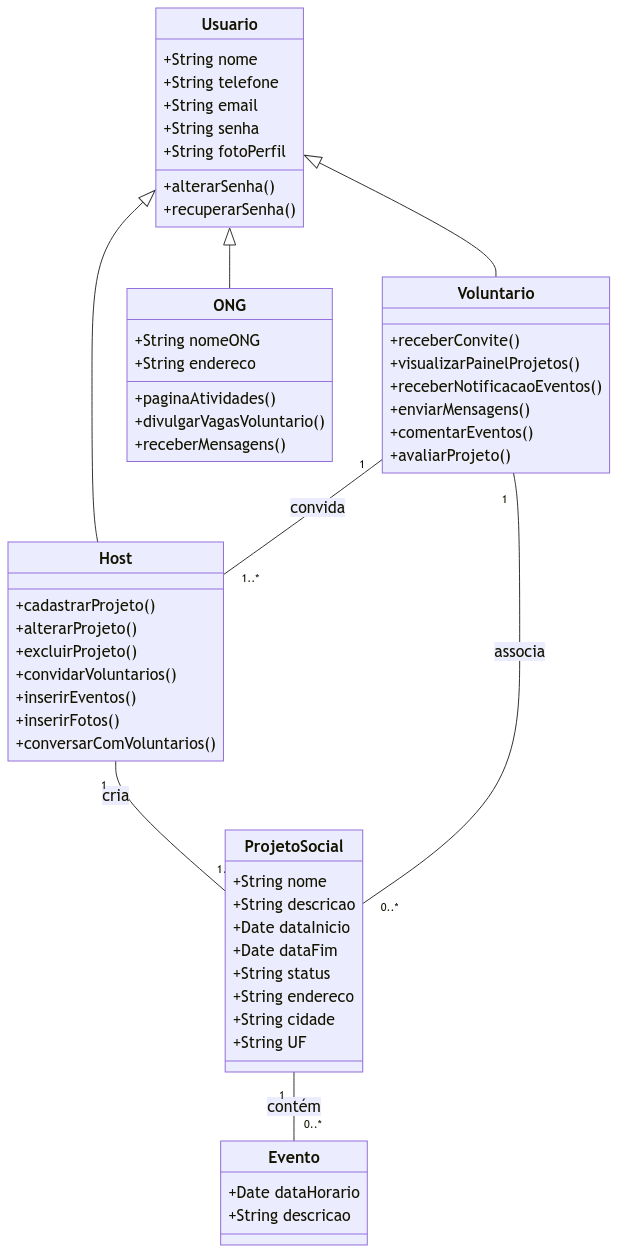 Usuario
+String nome
+String telefone
+String email
+String senha
+String fotoPerfil
+alterarSenha()
+recuperarSenha()
ONG
+String nomeONG
+String endereco
+paginaAtividades()
+divulgarVagasVoluntario()
+receberMensagens()
Voluntario
+receberConvite()
+visualizarPainelProjetos()
+receberNotificacaoEventos()
+enviarMensagens()
+comentarEventos()
+avaliarProjeto()
1
convida
1..*
1
associa
0..*
Host
+cadastrarProjeto()
+alterarProjeto()
+excluirProjeto()
+convidarVoluntarios()
+inserirEventos()
+inserirFotos()
+conversarComVoluntarios()
1
cria
1.
ProjetoSocial
+String nome
+String descricao
+Date dataInicio
+Date dataFim
+String status
+String endereco
+String cidade
+String UF
1
contém
0..*
Evento
+Date dataHorario
+String descricao